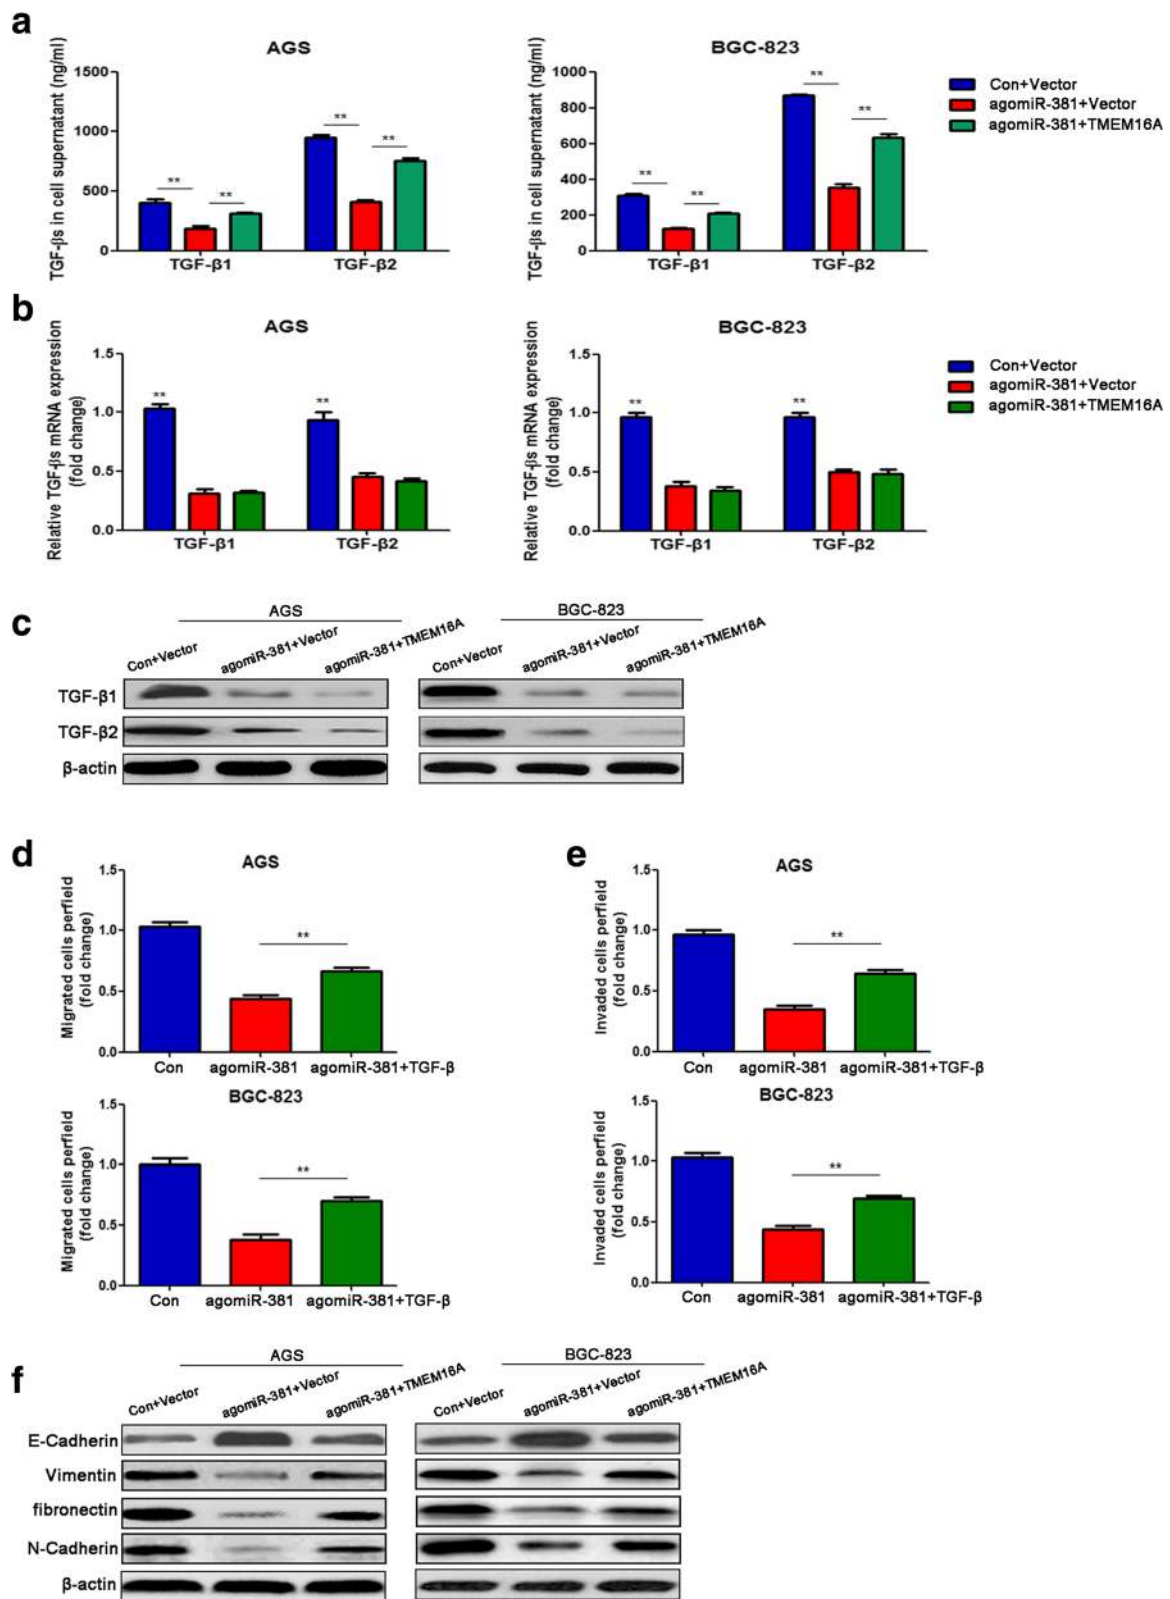 a
AGS
BGC-823
TGF-βs in cell supernatant (ng/ml)
1500
1000
500
0
** ** ** **
TGF-β1 TGF-β2
TGF-βs in cell supernatant (ng/ml)
1000
800
600
400
200
0
** ** ** **
TGF-β1 TGF-β2
Con+Vector
agomiR-381+Vector
agomiR-381+TMEM16A
b
AGS
BGC-823
Relative TGF-βs mRNA expression
(fold change)
1.5
1.0
0.5
0.0
** **
TGF-β1 TGF-β2
Relative TGF-βs mRNA expression
(fold change)
1.5
1.0
0.5
0.0
** **
TGF-β1 TGF-β2
Con+Vector
agomiR-381+Vector
agomiR-381+TMEM16A
c
AGS
BGC-823
Con+Vector agomiR-381+Vector agomiR-381+TMEM16A
Con+Vector agomiR-381+Vector agomiR-381+TMEM16A
TGF-β1
TGF-β2
β-actin
d
AGS
Migrated cells perfield
(fold change)
1.5
1.0
0.5
0.0
**
Con agomiR-381 agomiR-381+TGF-β
BGC-823
Migrated cells perfield
(fold change)
1.5
1.0
0.5
0.0
**
Con agomiR-381 agomiR-381+TGF-β
e
AGS
Invaded cells perfield
(fold change)
1.5
1.0
0.5
0.0
**
Con agomiR-381 agomiR-381+TGF-β
BGC-823
Invaded cells perfield
(fold change)
1.5
1.0
0.5
0.0
**
Con agomiR-381 agomiR-381+TGF-β
f
AGS
BGC-823
Con+Vector agomiR-381+Vector agomiR-381+TMEM16A
Con+Vector agomiR-381+Vector agomiR-381+TMEM16A
E-Cadherin
Vimentin
fibronectin
N-Cadherin
β-actin